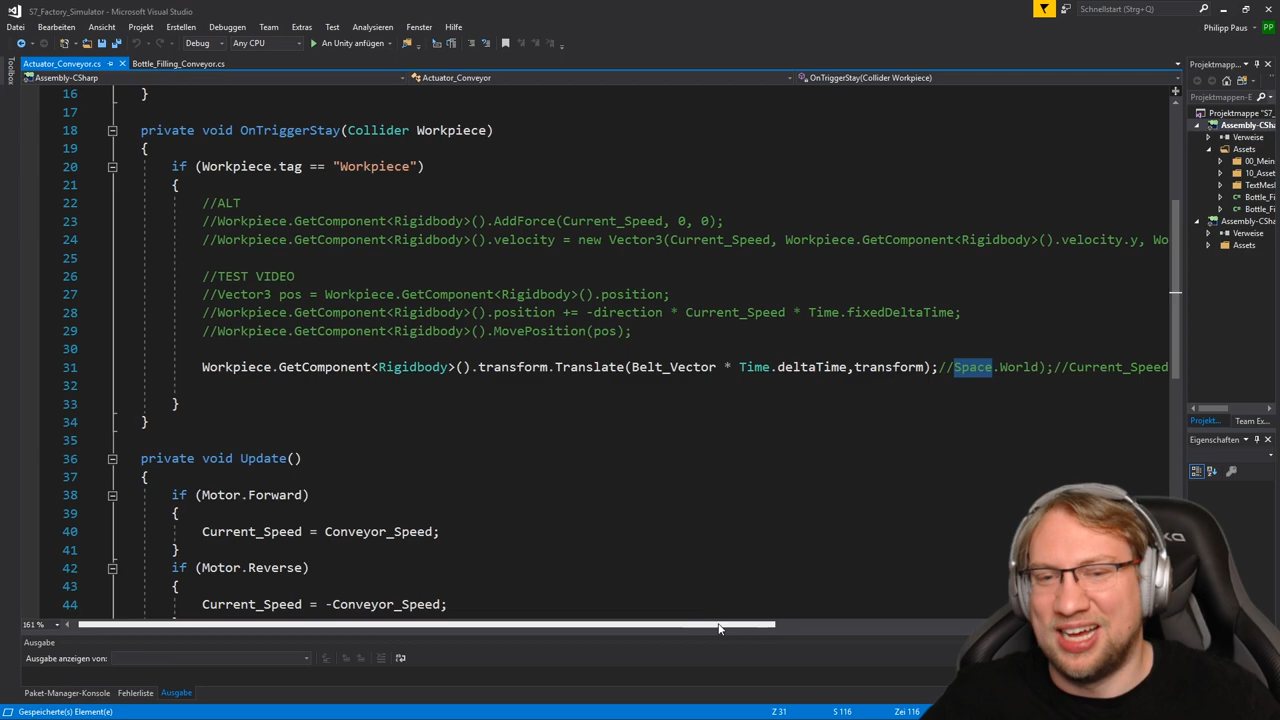 S7_Factory_Simulator - Microsoft Visual Studio
Schnellstart (Strg+Q)
Datei Bearbeiten Ansicht Projekt Erstellen Debuggen Team Extras Test Analysieren Fenster Hilfe
Philipp Paus PP
Debug Any CPU An Unity anfügen
Toolbox
Actuator_Conveyor.cs Bottle_Filling_Conveyor.cs
Assembly-CSharp Actuator_Conveyor OnTriggerStay(Collider Workpiece)
16 }
17
18 private void OnTriggerStay(Collider Workpiece)
19 {
20 if (Workpiece.tag == "Workpiece")
21 {
22 //ALT
23 //Workpiece.GetComponent<Rigidbody>().AddForce(Current_Speed, 0, 0);
24 //Workpiece.GetComponent<Rigidbody>().velocity = new Vector3(Current_Speed, Workpiece.GetComponent<Rigidbody>().velocity.y, Wo
25
26 //TEST VIDEO
27 //Vector3 pos = Workpiece.GetComponent<Rigidbody>().position;
28 //Workpiece.GetComponent<Rigidbody>().position += -direction * Current_Speed * Time.fixedDeltaTime;
29 //Workpiece.GetComponent<Rigidbody>().MovePosition(pos);
30
31 Workpiece.GetComponent<Rigidbody>().transform.Translate(Belt_Vector * Time.deltaTime,transform);//Space.World);//Current_Speed
32
33 }
34 }
35
36 private void Update()
37 {
38 if (Motor.Forward)
39 {
40 Current_Speed = Conveyor_Speed;
41 }
42 if (Motor.Reverse)
43 {
44 Current_Speed = -Conveyor_Speed;
161 %
Ausgabe
Ausgabe anzeigen von:
Paket-Manager-Konsole Fehlerliste Ausgabe
Gespeicherte(s) Element(e) Z 31 S 116 Zei 116
Projektmapp...
Projektmappen-E
Projektmappe "S7_
Assembly-CSha
Verweise
Assets
00_Mein
10_Asset
TextMesl
Bottle_Fi
Bottle_Fi
Assembly-CSha
Verweise
Assets
Projekt... Team Ex...
Eigenschaften